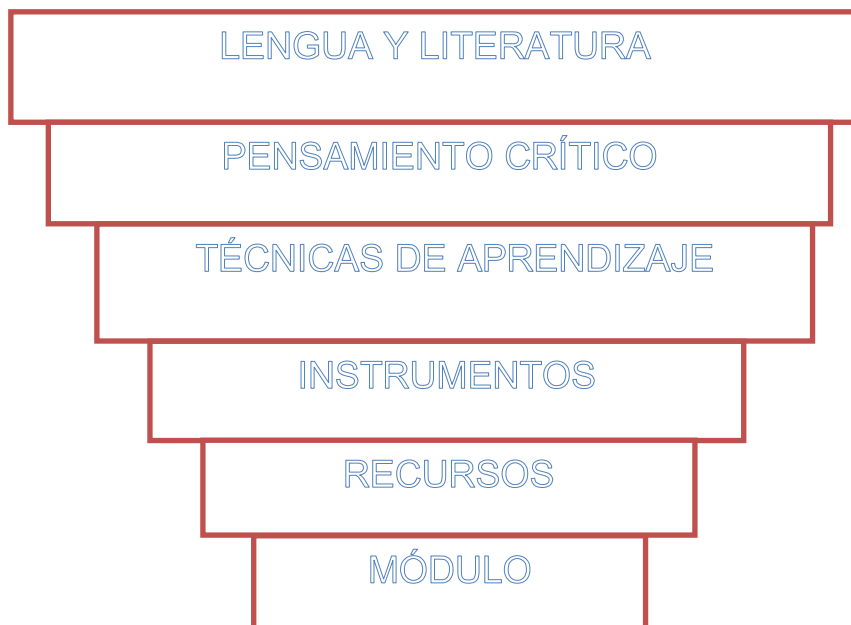 LENGUA Y LITERATURA
PENSAMIENTO CRÍTICO
TÉCNICAS DE APRENDIZAJE
INSTRUMENTOS
RECURSOS
MÓDULO